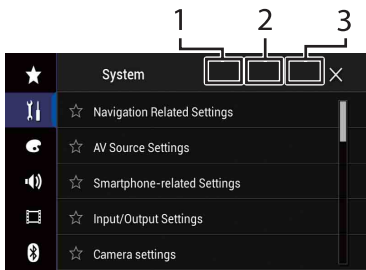 1 2 3
System
Navigation Related Settings
AV Source Settings
Smartphone-related Settings
Input/Output Settings
Camera settings